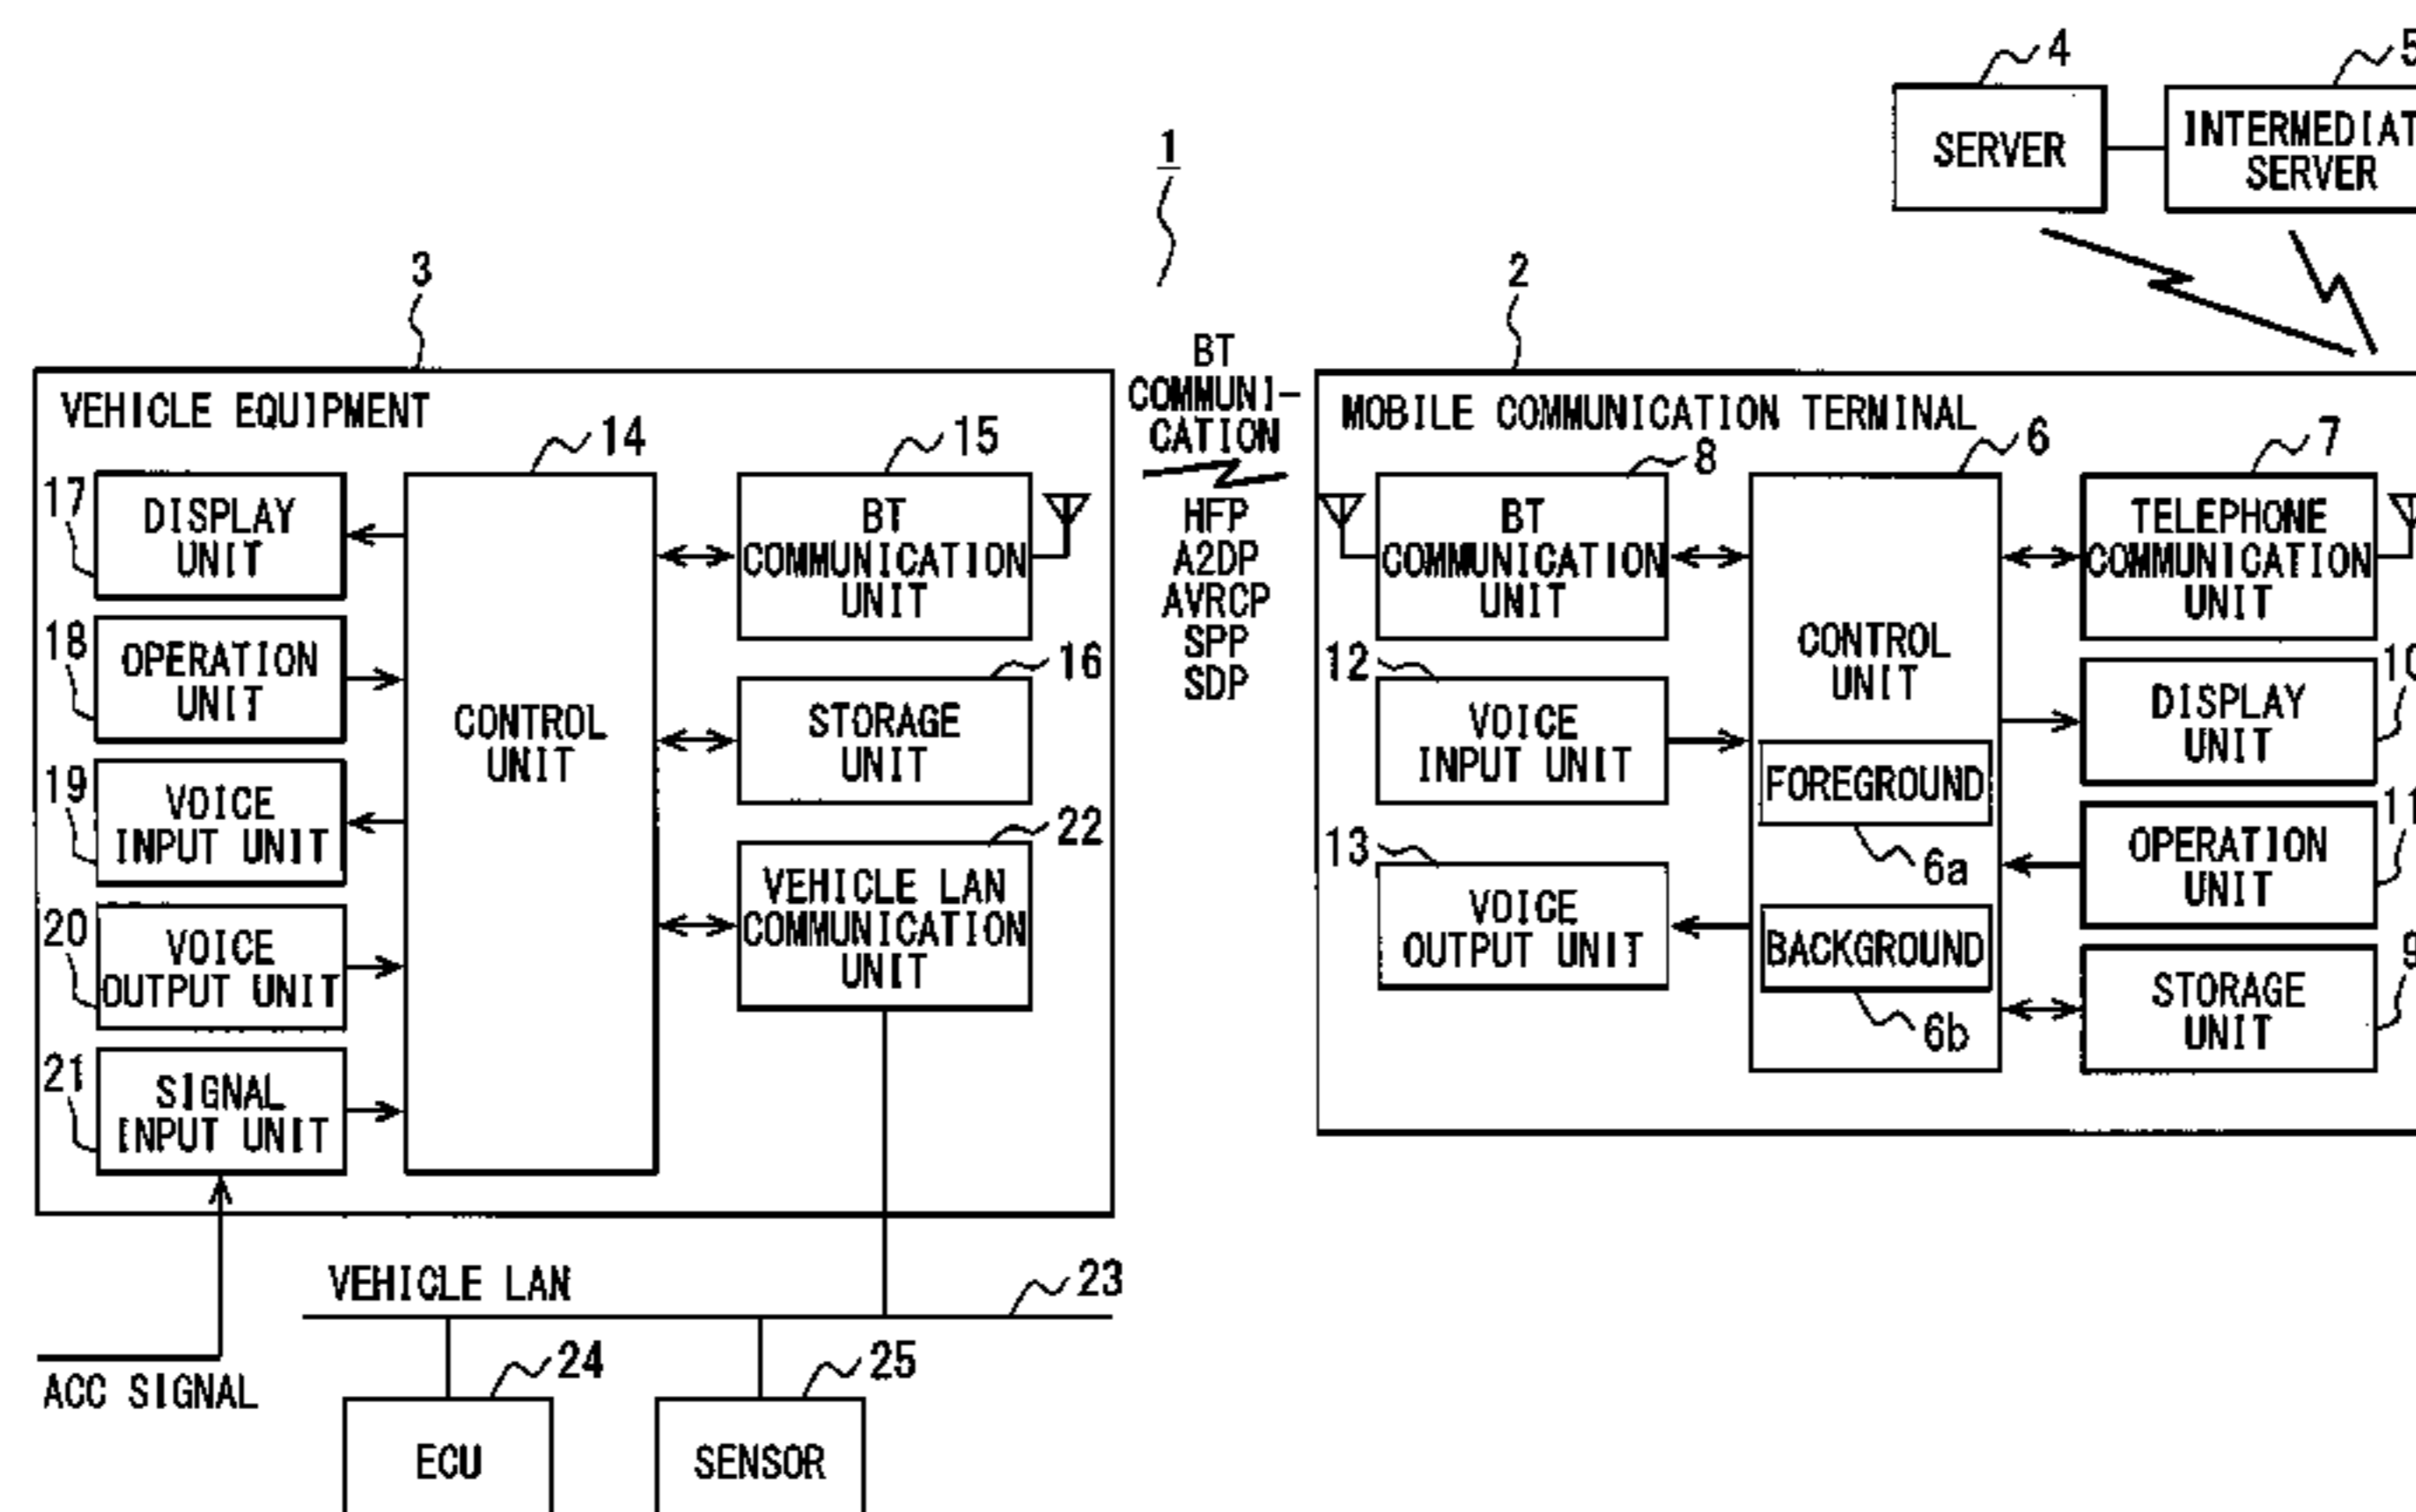 4
5
SERVER
INTERMEDIAT
SERVER
1
3
2
BT
COMMUNI-
CATION
HFP
A2DP
AVRCP
SPP
SDP
VEHICLE EQUIPMENT
14
15
17
DISPLAY
UNIT
18
OPERATION
UNIT
19
VOICE
INPUT UNIT
20
VOICE
OUTPUT UNIT
21
SIGNAL
INPUT UNIT
CONTROL
UNIT
BT
COMMUNICATION
UNIT
16
STORAGE
UNIT
22
VEHICLE LAN
COMMUNICATION
UNIT
MOBILE COMMUNICATION TERMINAL
8
6
7
BT
COMMUNICATION
UNIT
12
VOICE
INPUT UNIT
13
VOICE
OUTPUT UNIT
CONTROL
UNIT
FOREGROUND
6a
BACKGROUND
6b
TELEPHONE
COMMUNICATION
UNIT
10
DISPLAY
UNIT
11
OPERATION
UNIT
9
STORAGE
UNIT
VEHICLE LAN
23
ACC SIGNAL
24
25
ECU
SENSOR